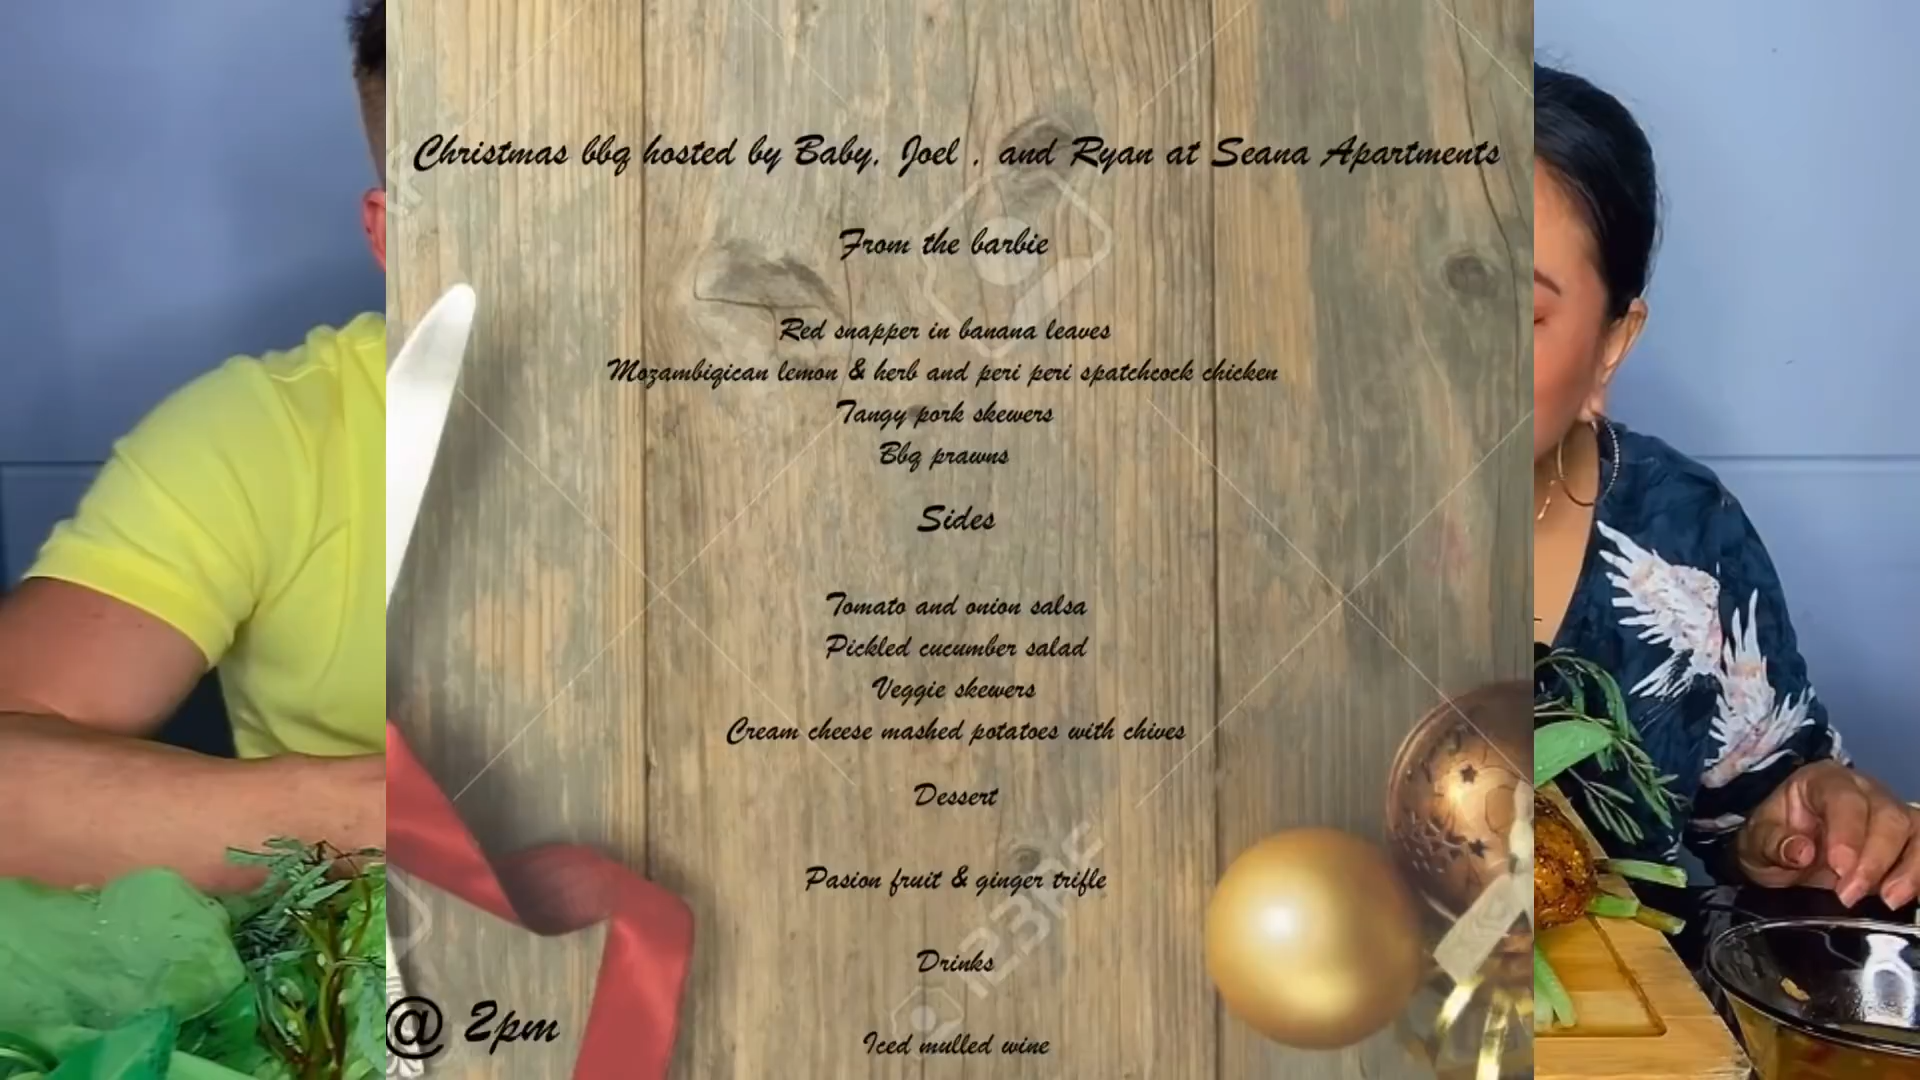 Christmas bbq hosted by Baby, Joel , and Ryan at Seana Apartments
From the barbie
Red snapper in banana leaves
Mozambiqican lemon & herb and peri peri spatchcock chicken
Tangy pork skewers
Bbq prawns
Sides
Tomato and onion salsa
Pickled cucumber salad
Veggie skewers
Cream cheese mashed potatoes with chives
Dessert
Pasion fruit & ginger trifle
Drinks
Iced mulled wine
@ 2pm
123RF